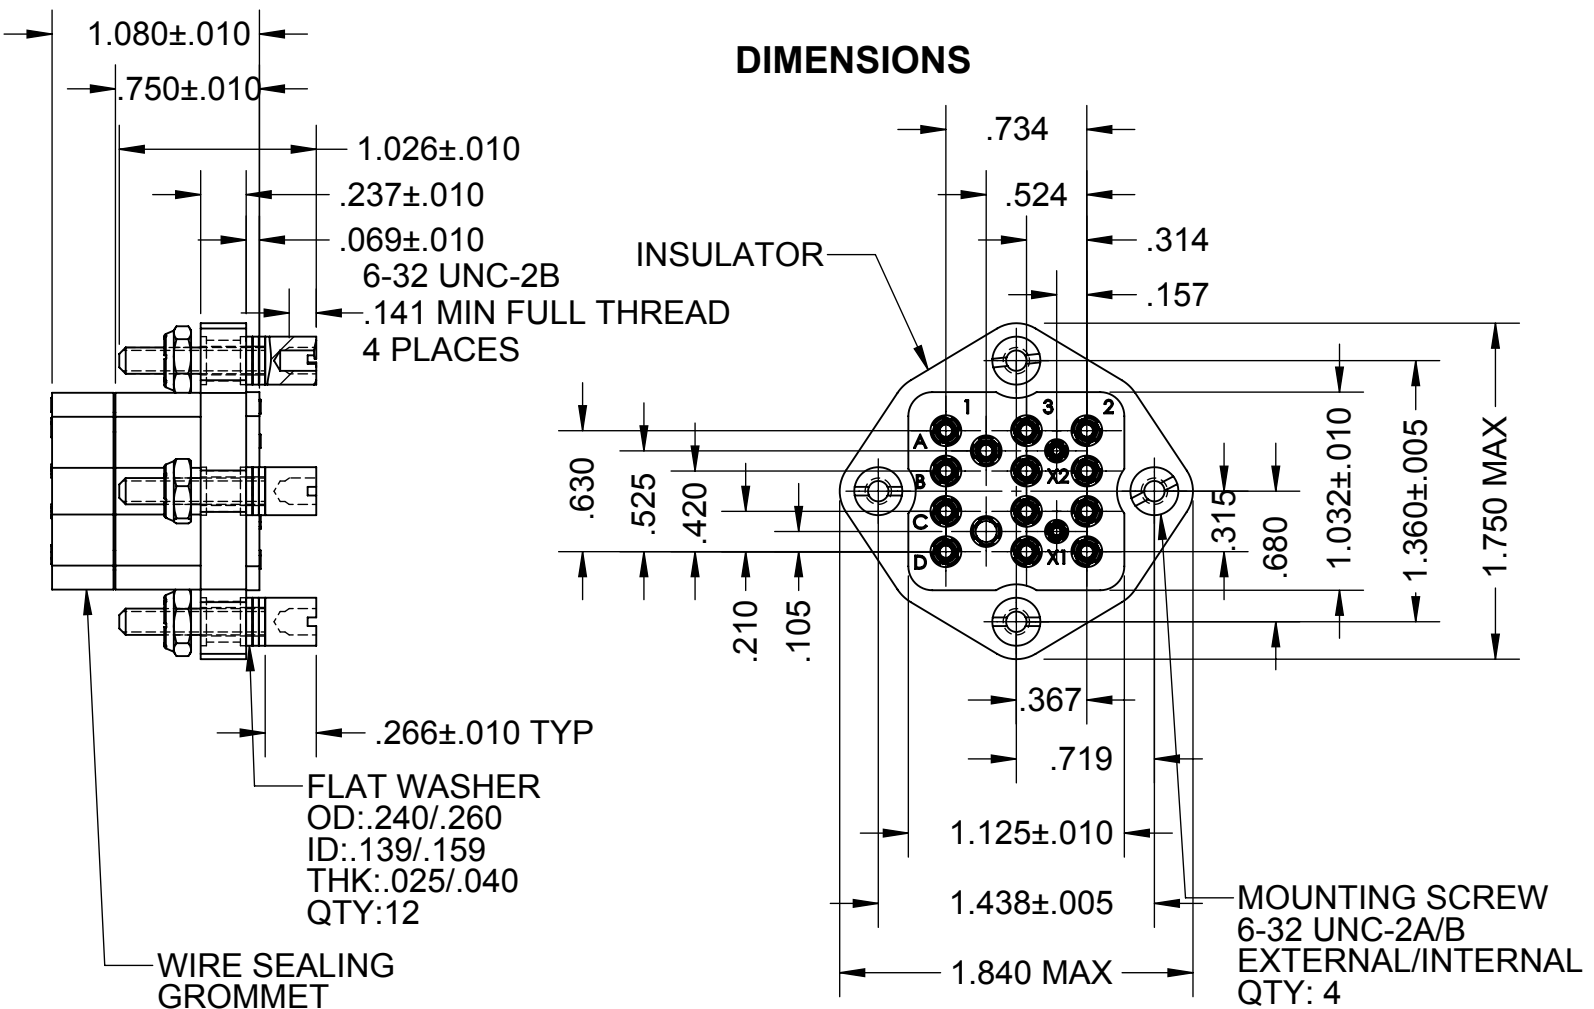 DIMENSIONS
1.080±.010
.750±.010
1.026±.010
.237±.010
.069±.010
6-32 UNC-2B
.141 MIN FULL THREAD
4 PLACES
.266±.010 TYP
FLAT WASHER
OD:.240/.260
ID:.139/.159
THK:.025/.040
QTY:12
WIRE SEALING
GROMMET
.734
.524
.314
.157
INSULATOR
1 3 2
A
B
C
D
X2
X1
.630
.525
.420
.210
.105
.315
.680
1.032±.010
1.360±.005
1.750 MAX
.367
.719
1.125±.010
1.438±.005
1.840 MAX
MOUNTING SCREW
6-32 UNC-2A/B
EXTERNAL/INTERNAL
QTY: 4